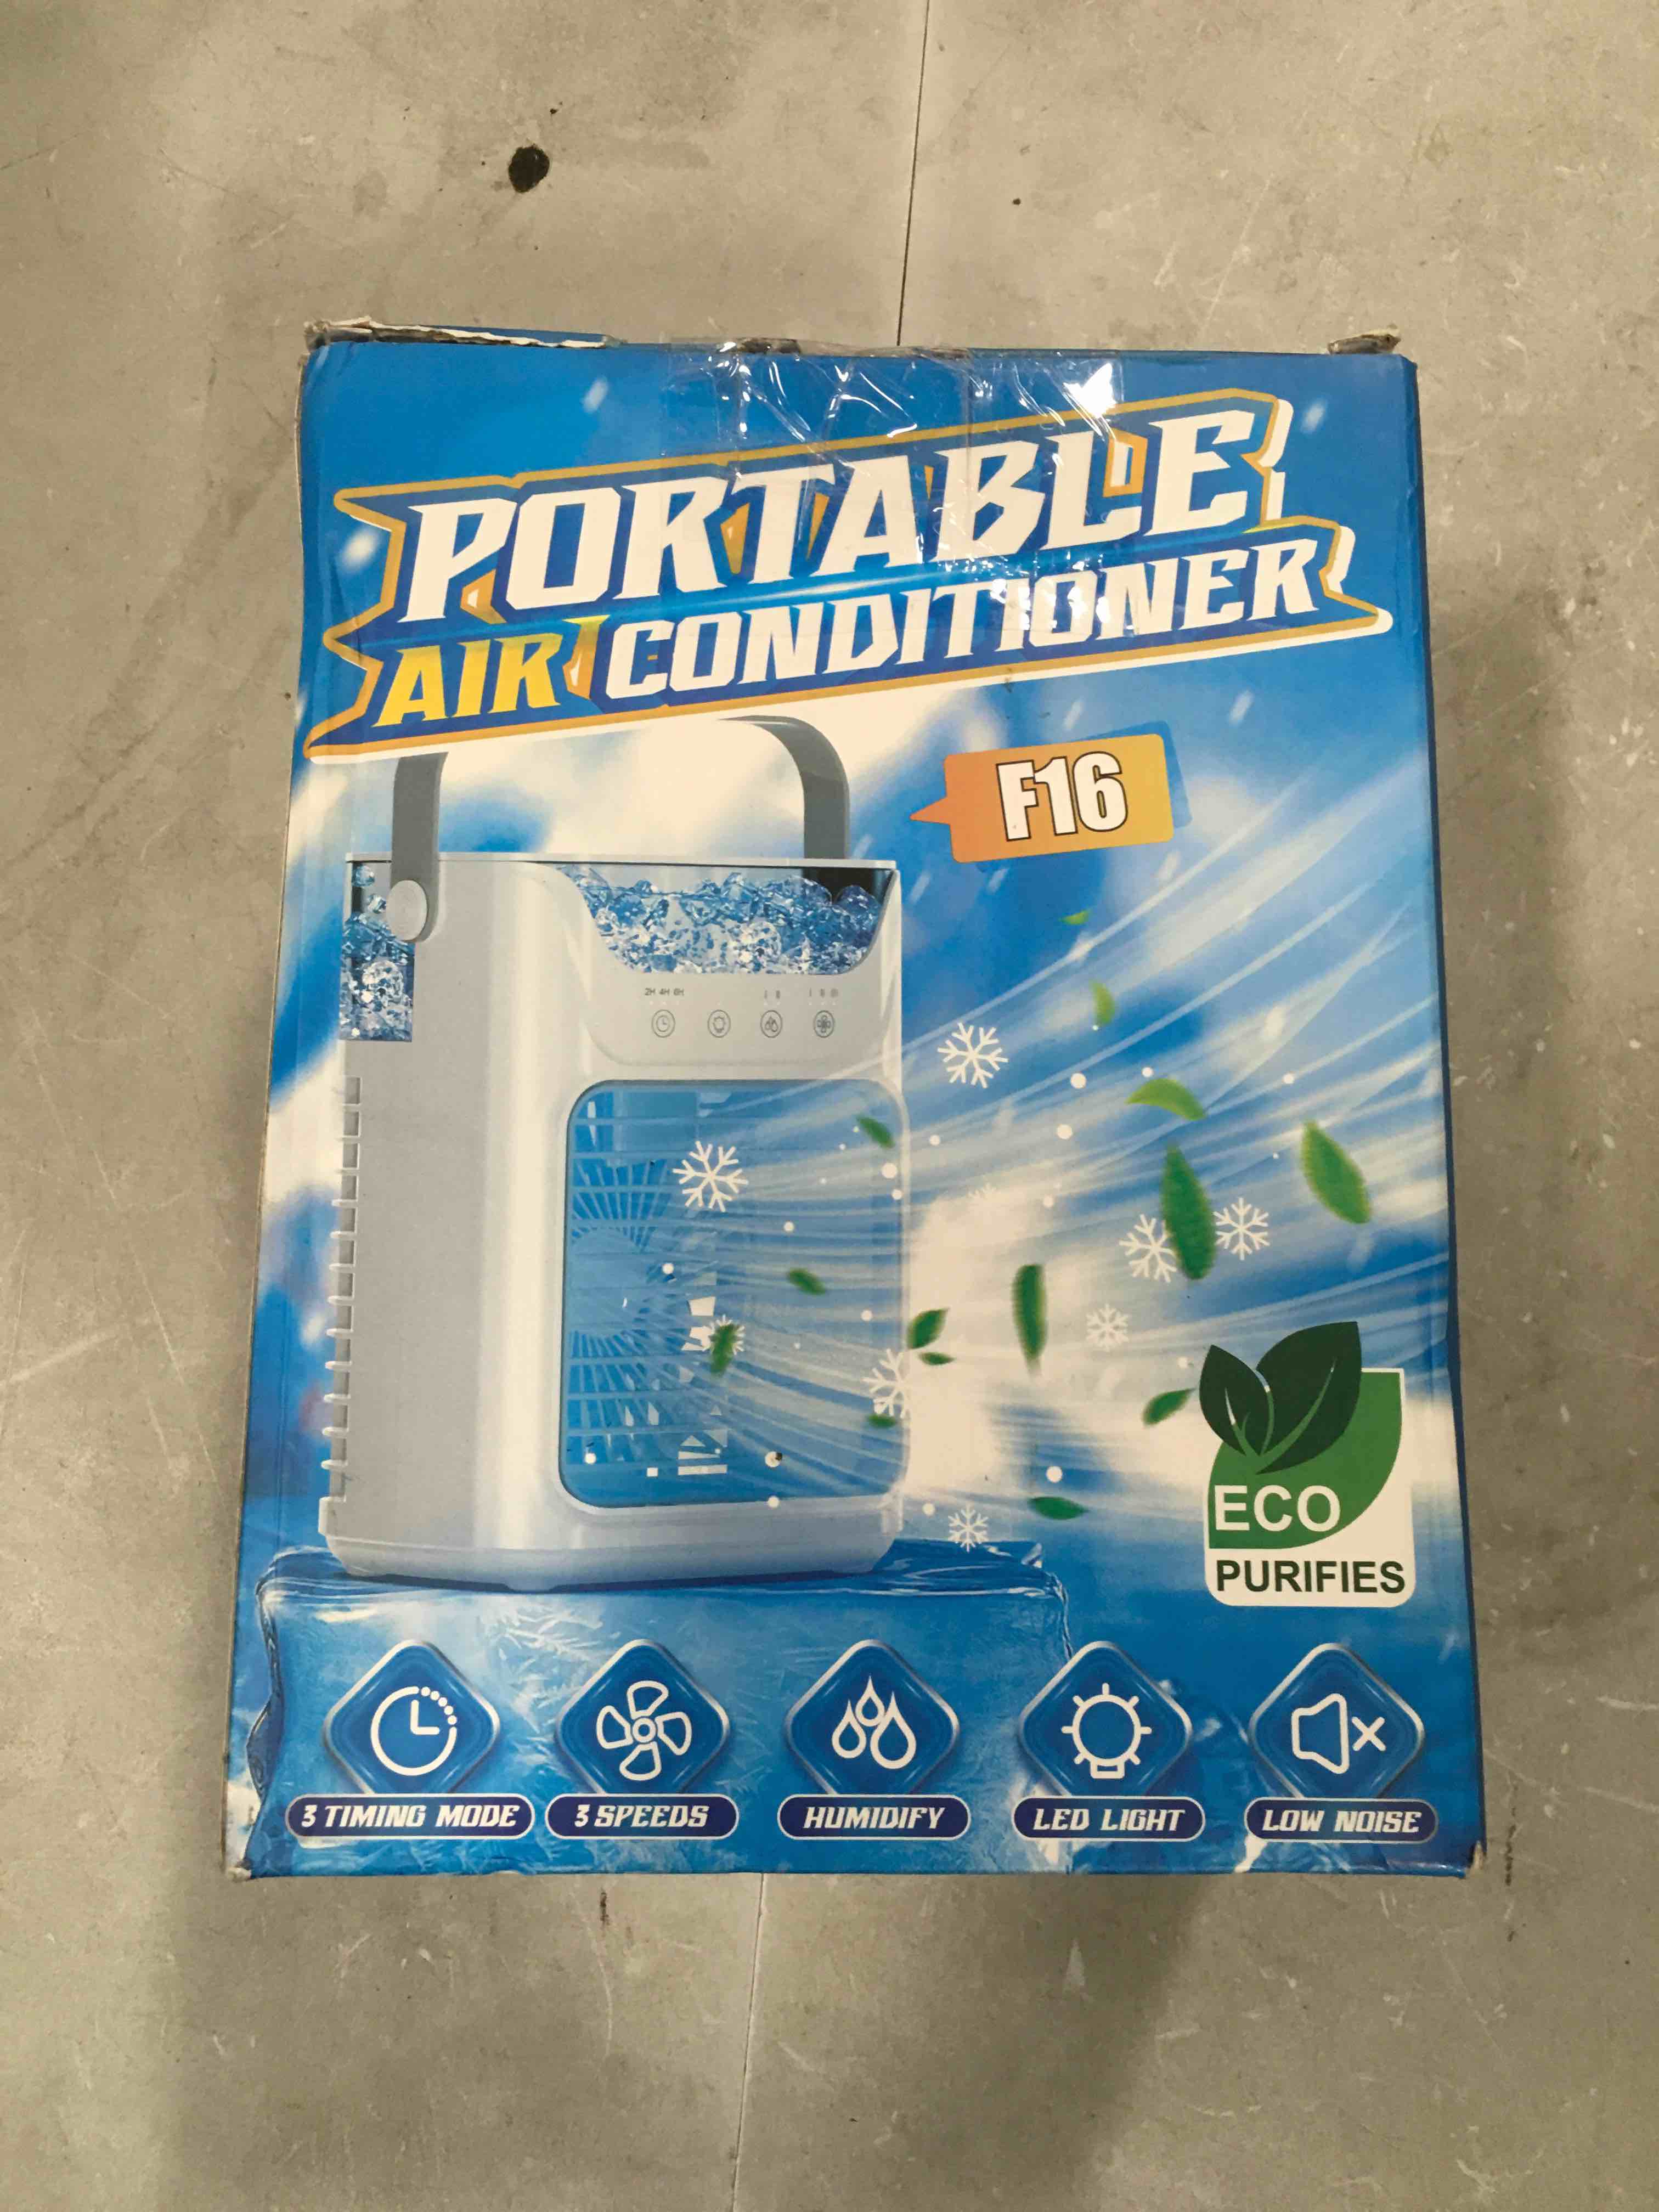 PORTABLE
AIR CONDITIONER
F16
2H 4H 6H
ECO
PURIFIES
3 TIMING MODE
3 SPEEDS
HUMIDIFY
LED LIGHT
LOW NOISE